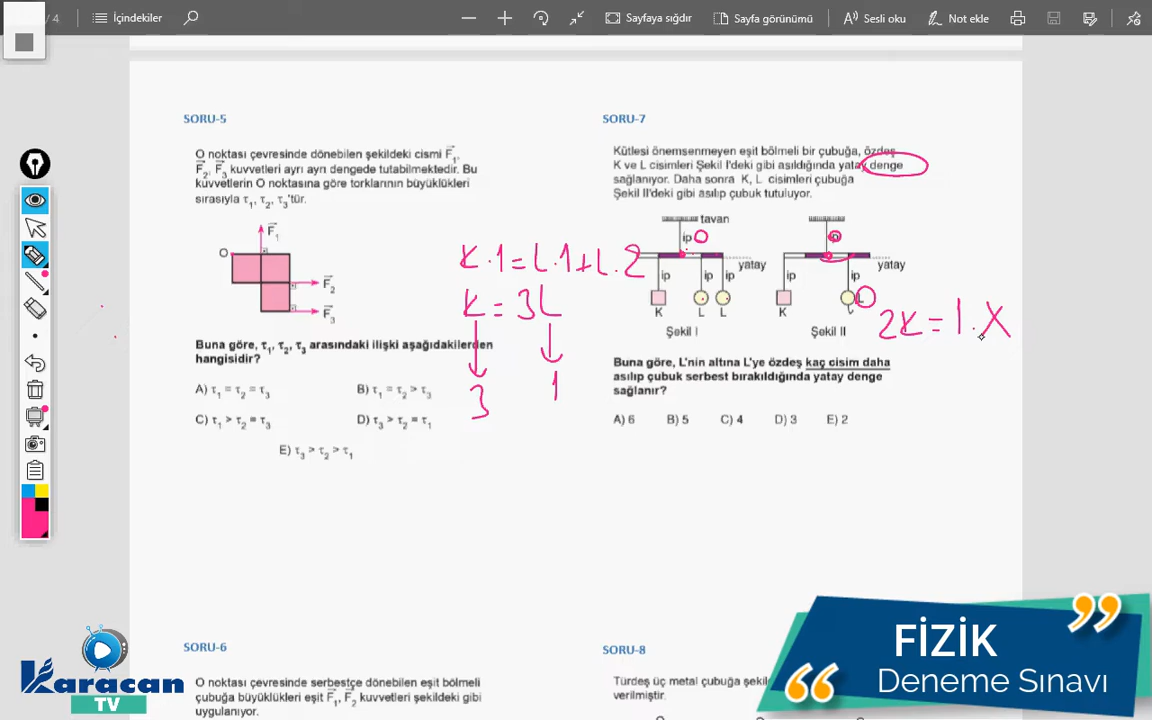 / 4
İçindekiler
Sayfaya sığdır
Sayfa görünümü
Sesli oku
Not ekle
SORU-5
O noktası çevresinde dönebilen şekildeki cismi F₁,
F₂, F₃ kuvvetleri ayrı ayrı dengede tutabilmektedir. Bu
kuvvetlerin O noktasına göre torklarının büyüklükleri
sırasıyla τ₁, τ₂, τ₃'tür.
F₁
O
F₂
F₃
Buna göre, τ₁, τ₂, τ₃ arasındaki ilişki aşağıdakilerden
hangisidir?
A) τ₁ = τ₂ = τ₃
B) τ₁ = τ₂ > τ₃
C) τ₁ > τ₂ = τ₃
D) τ₃ > τ₂ = τ₁
E) τ₃ > τ₂ > τ₁
K.1=L.1+L.2
K = 3L
3
1
SORU-7
Kütlesi önemsenmeyen eşit bölmeli bir çubuğa, özdeş
K ve L cisimleri Şekil I'deki gibi asıldığında yatay denge
sağlanıyor. Daha sonra K, L cisimleri çubuğa
Şekil II'deki gibi asılıp çubuk tutuluyor.
tavan
ip
yatay
ip
ip
ip
K
L
L
Şekil I
yatay
ip
ip
K
L
Şekil II
2K = 1.X
Buna göre, L'nin altına L'ye özdeş kaç cisim daha
asılıp çubuk serbest bırakıldığında yatay denge
sağlanır?
A) 6
B) 5
C) 4
D) 3
E) 2
SORU-6
O noktası çevresinde serbestçe dönebilen eşit bölmeli
çubuğa büyüklükleri eşit F₁, F₂ kuvvetleri şekildeki gibi
uygulanıyor.
SORU-8
Türdeş üç metal çubuğa
verilmiştir.
Karacan
TV
FİZİK
Deneme Sınavı